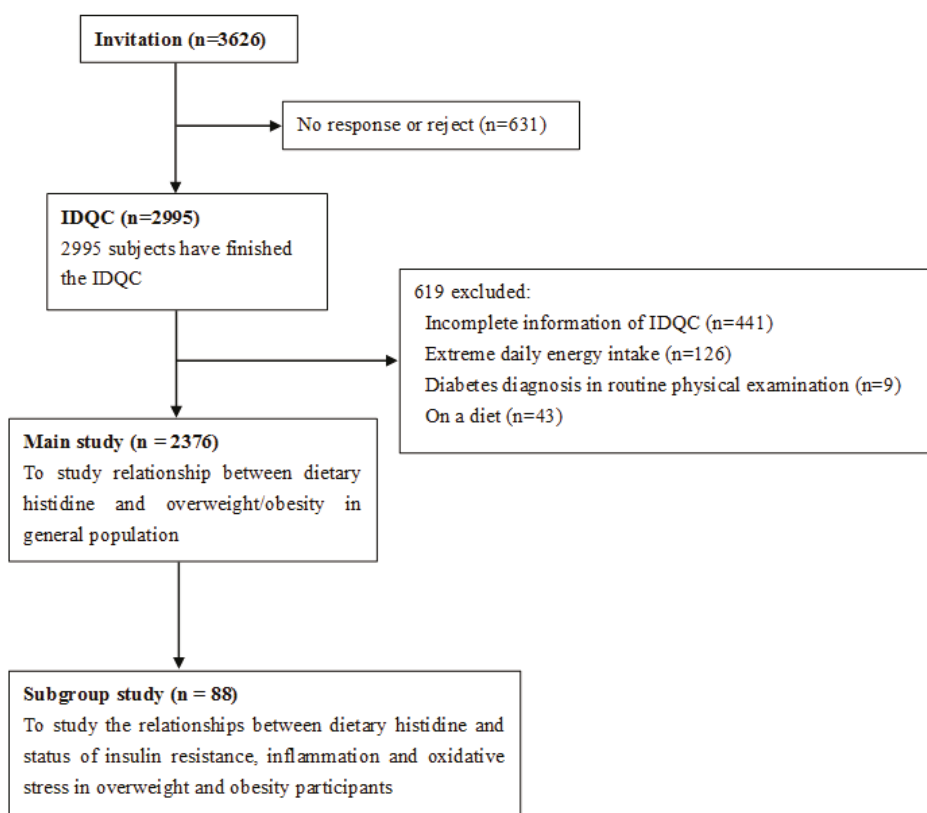 Invitation (n=3626)
No response or reject (n=631)
IDQC (n=2995)
2995 subjects have finished
the IDQC
619 excluded:
Incomplete information of IDQC (n=441)
Extreme daily energy intake (n=126)
Diabetes diagnosis in routine physical examination (n=9)
On a diet (n=43)
Main study (n = 2376)
To study relationship between dietary
histidine and overweight/obesity in
general population
Subgroup study (n = 88)
To study the relationships between dietary histidine and
status of insulin resistance, inflammation and oxidative
stress in overweight and obesity participants